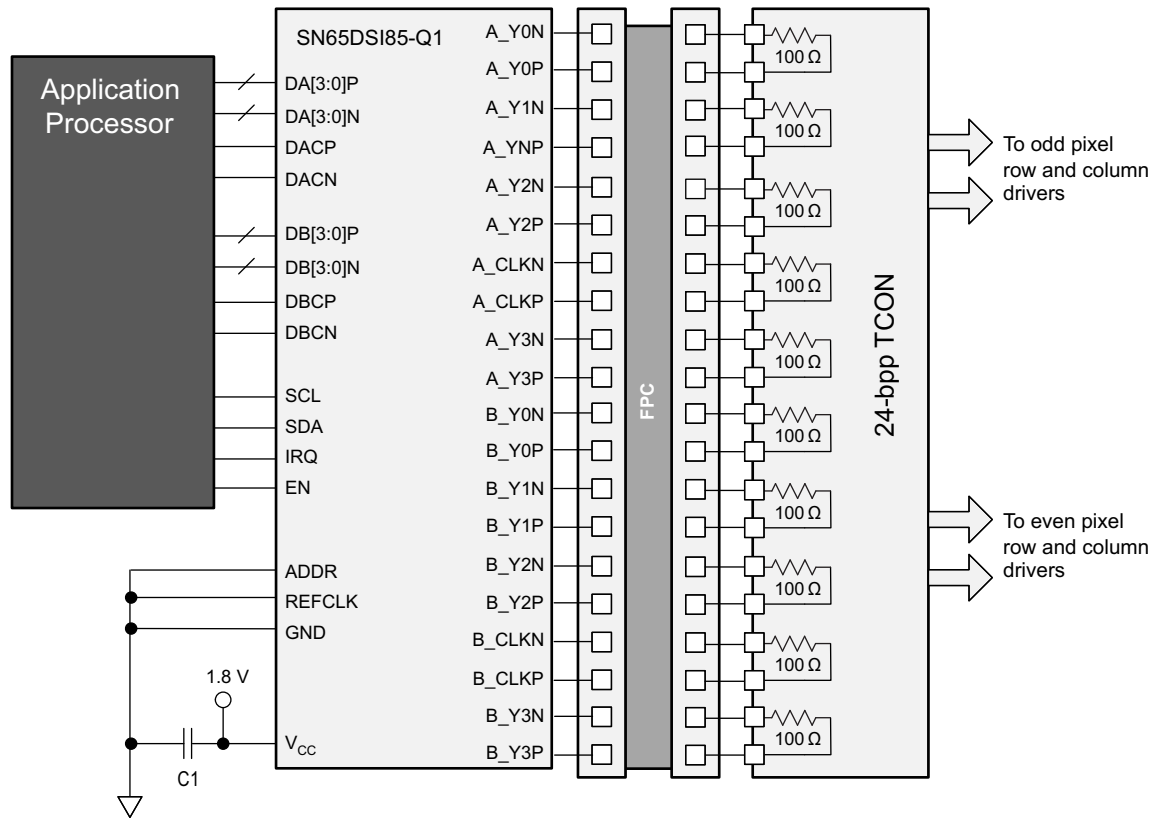 Application
Processor
SN65DSI85-Q1
DA[3:0]P
DA[3:0]N
DACP
DACN
DB[3:0]P
DB[3:0]N
DBCP
DBCN
SCL
SDA
IRQ
EN
ADDR
REFCLK
GND
1.8 V
VCC
C1
A_Y0N
A_Y0P
A_Y1N
A_YNP
A_Y2N
A_Y2P
A_CLKN
A_CLKP
A_Y3N
A_Y3P
B_Y0N
B_Y0P
B_Y1N
B_Y1P
B_Y2N
B_Y2P
B_CLKN
B_CLKP
B_Y3N
B_Y3P
FPC
100 Ω
100 Ω
100 Ω
100 Ω
100 Ω
100 Ω
100 Ω
100 Ω
100 Ω
100 Ω
24-bpp TCON
To odd pixel
row and column
drivers
To even pixel
row and column
drivers